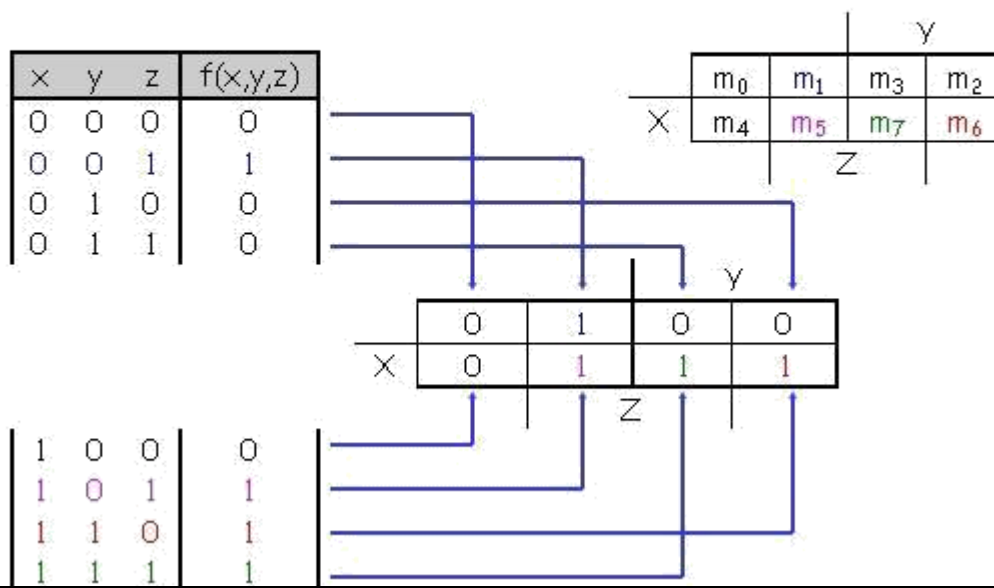 x y z f(x,y,z)
0 0 0 0
0 0 1 1
0 1 0 0
0 1 1 0
y
m₀ m₁ m₃ m₂
X m₄ m₅ m₇ m₆
Z
y
0 1 0 0
X 0 1 1 1
Z
1 0 0 0
1 0 1 1
1 1 0 1
1 1 1 1